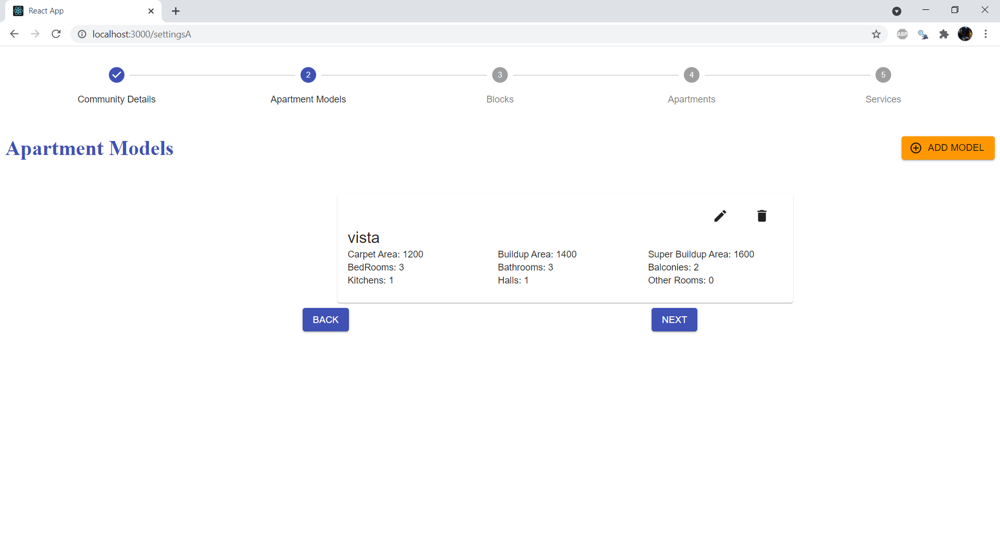 React App
localhost:3000/settingsA
ABP
2 3 4 5
Community Details Apartment Models Blocks Apartments Services
Apartment Models
ADD MODEL
vista
Carpet Area: 1200 Buildup Area: 1400 Super Buildup Area: 1600
BedRooms: 3 Bathrooms: 3 Balconies: 2
Kitchens: 1 Halls: 1 Other Rooms: 0
BACK NEXT